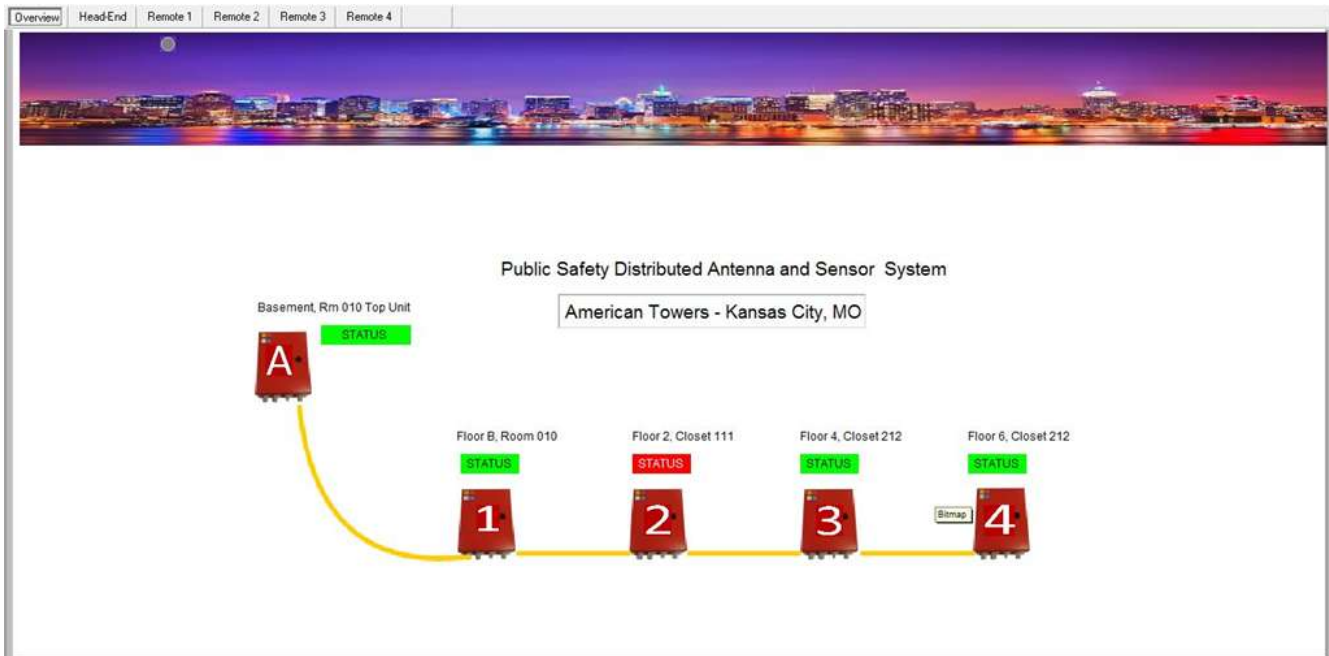 Overview Head-End Remote 1 Remote 2 Remote 3 Remote 4
Public Safety Distributed Antenna and Sensor System
American Towers - Kansas City, MO
Basement, Rm 010 Top Unit
STATUS
A
Floor B, Room 010 Floor 2, Closet 111 Floor 4, Closet 212 Floor 6, Closet 212
STATUS STATUS STATUS STATUS
1 2 3 Bitmap 4